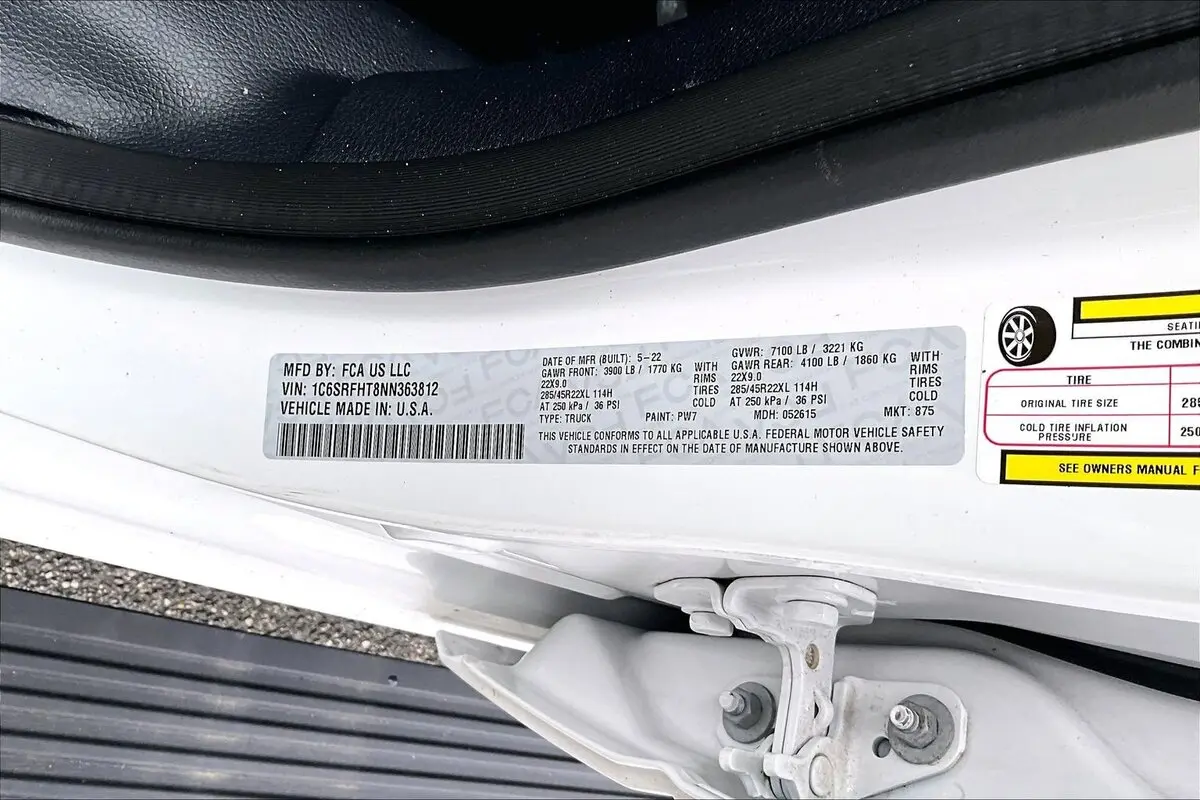 MFD BY: FCA US LLC
VIN: 1C6SRFHT8NN363812
VEHICLE MADE IN: U.S.A.
DATE OF MFR (BUILT): 5-22
GAWR FRONT: 3900 LB / 1770 KG WITH
22X9.0 RIMS
285/45R22XL 114H TIRES
AT 250 kPa / 36 PSI COLD
TYPE: TRUCK PAINT: PW7
GVWR: 7100 LB / 3221 KG
GAWR REAR: 4100 LB / 1860 KG WITH
22X9.0 RIMS
285/45R22XL 114H TIRES
AT 250 kPa / 36 PSI COLD
MDH: 052615 MKT: 875
THIS VEHICLE CONFORMS TO ALL APPLICABLE U.S.A. FEDERAL MOTOR VEHICLE SAFETY
STANDARDS IN EFFECT ON THE DATE OF MANUFACTURE SHOWN ABOVE.
SEATI
THE COMBIN
TIRE
ORIGINAL TIRE SIZE 285
COLD TIRE INFLATION
PRESSURE 250
SEE OWNERS MANUAL F